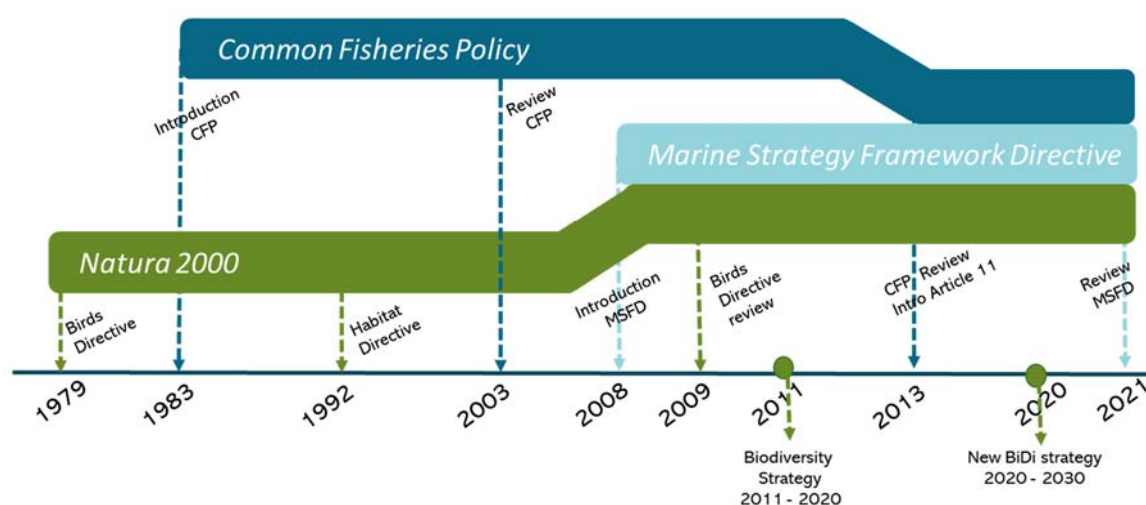 Common Fisheries Policy
Introduction
CFP
Review
CFP
Marine Strategy Framework Directive
Natura 2000
Birds
Directive
Habitat
Directive
Introduction
MSFD
Birds
Directive
review
CFP Review
Intro Article 11
Review
MSFD
1979
1983
1992
2003
2008
2009
2011
2013
2020
2021
Biodiversity
Strategy
2011 - 2020
New BiDi strategy
2020 - 2030